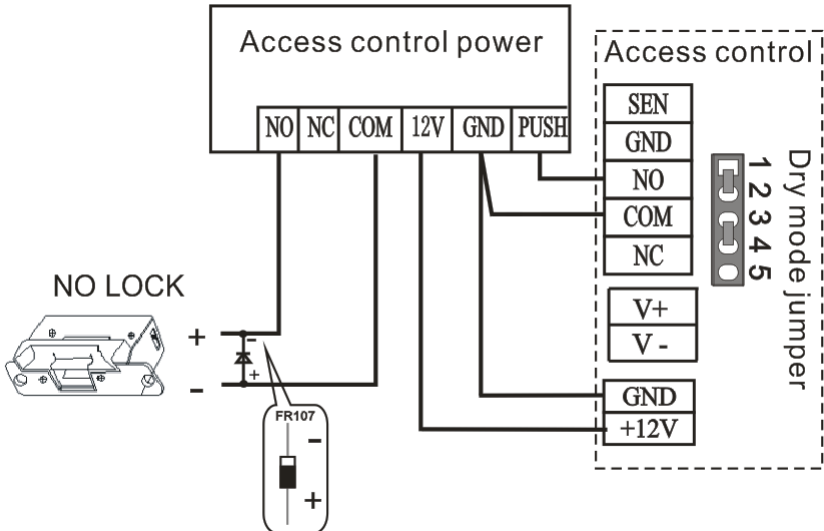 Access control power
NO NC COM 12V GND PUSH
Access control
SEN
GND
NO
COM
NC
V+
V -
GND
+12V
1 2 3 4 5
Dry mode jumper
NO LOCK
+
-
-
+
FR107
-
+